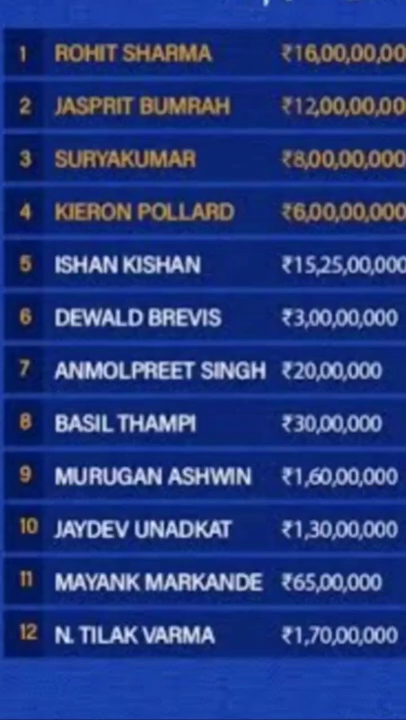 1 ROHIT SHARMA ₹16,00,00,00
2 JASPRIT BUMRAH ₹12,00,00,00
3 SURYAKUMAR ₹8,00,00,000
4 KIERON POLLARD ₹6,00,00,000
5 ISHAN KISHAN ₹15,25,00,000
6 DEWALD BREVIS ₹3,00,00,000
7 ANMOLPREET SINGH ₹20,00,000
8 BASIL THAMPI ₹30,00,000
9 MURUGAN ASHWIN ₹1,60,00,000
10 JAYDEV UNADKAT ₹1,30,00,000
11 MAYANK MARKANDE ₹65,00,000
12 N. TILAK VARMA ₹1,70,00,000